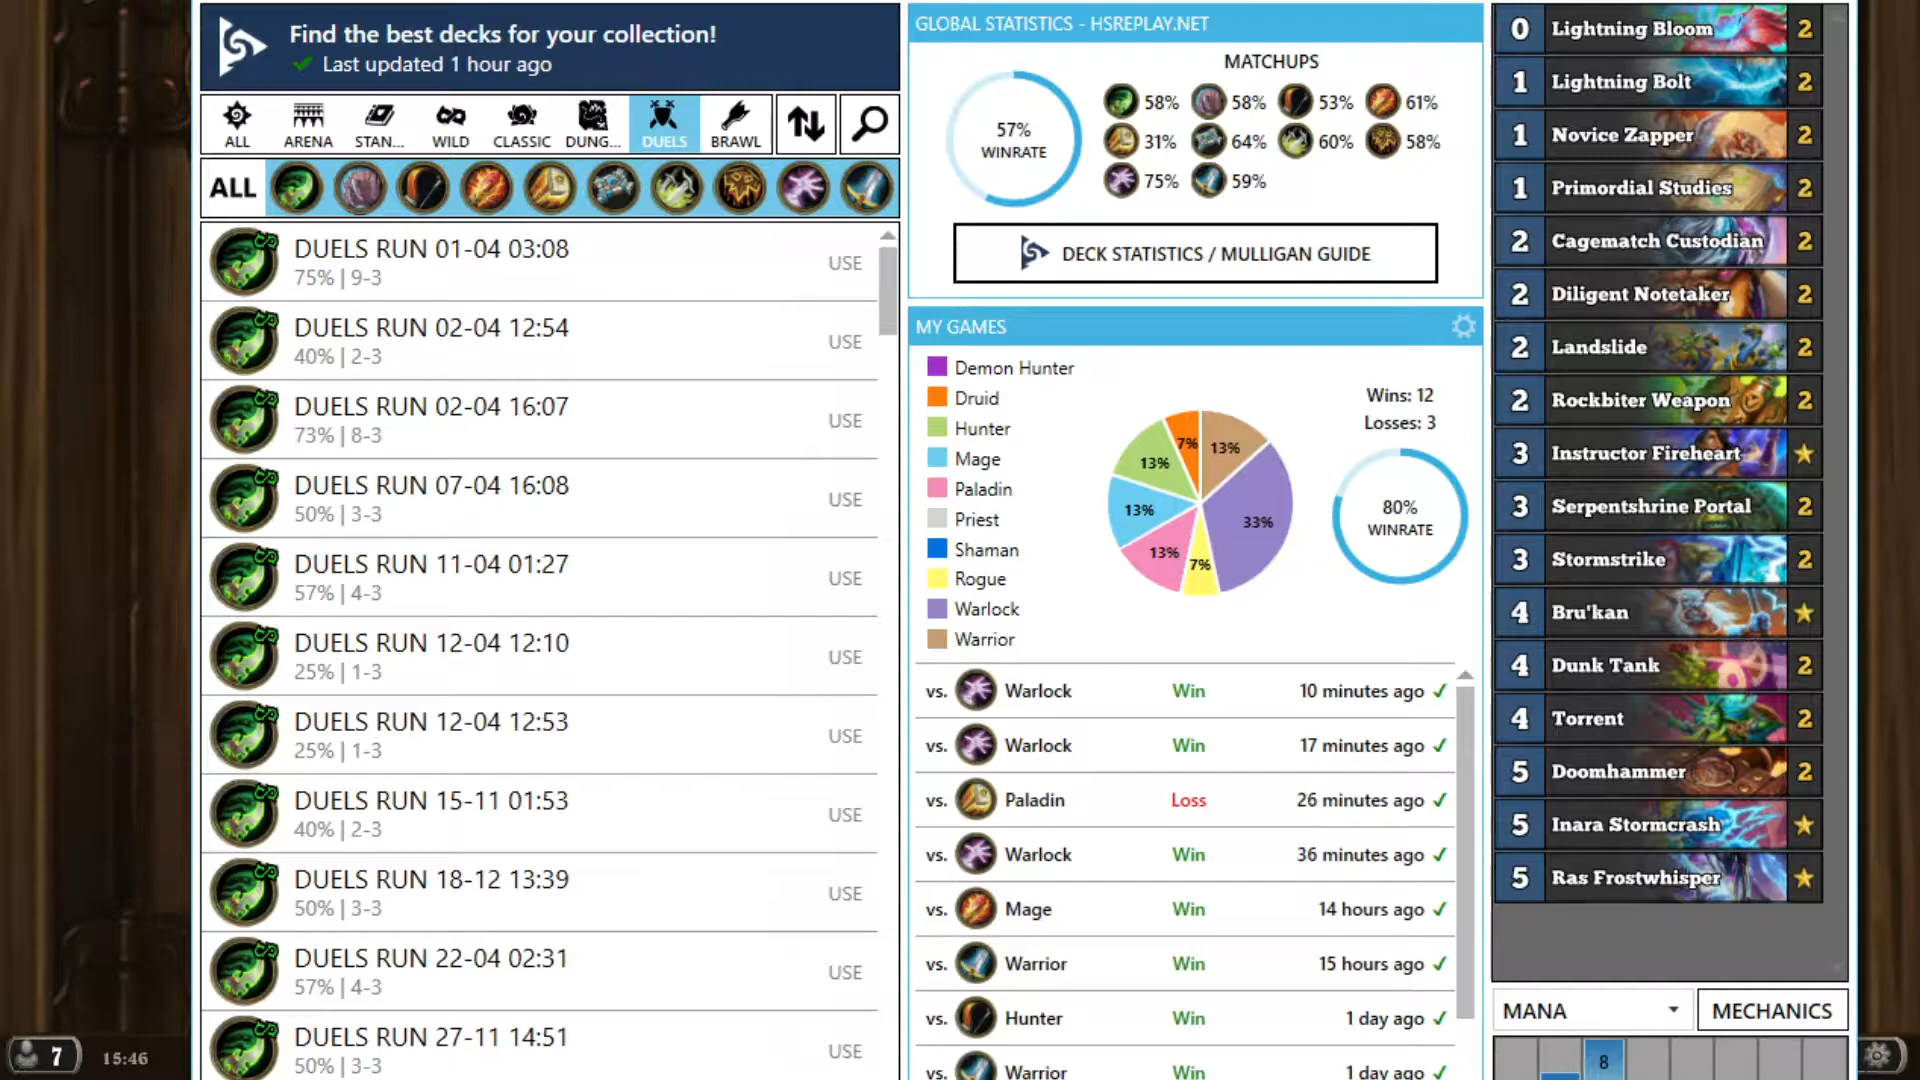 Find the best decks for your collection!
Last updated 1 hour ago
ALL
ARENA
STAN...
WILD
CLASSIC
DUNG...
DUELS
BRAWL
ALL
DUELS RUN 01-04 03:08
75% | 9-3
USE
DUELS RUN 02-04 12:54
40% | 2-3
USE
DUELS RUN 02-04 16:07
73% | 8-3
USE
DUELS RUN 07-04 16:08
50% | 3-3
USE
DUELS RUN 11-04 01:27
57% | 4-3
USE
DUELS RUN 12-04 12:10
25% | 1-3
USE
DUELS RUN 12-04 12:53
25% | 1-3
USE
DUELS RUN 15-11 01:53
40% | 2-3
USE
DUELS RUN 18-12 13:39
50% | 3-3
USE
DUELS RUN 22-04 02:31
57% | 4-3
USE
DUELS RUN 27-11 14:51
50% | 3-3
USE
GLOBAL STATISTICS - HSREPLAY.NET
57%
WINRATE
MATCHUPS
58% 58% 53% 61%
31% 64% 60% 58%
75% 59%
DECK STATISTICS / MULLIGAN GUIDE
MY GAMES
Demon Hunter
Druid
Hunter
Mage
Paladin
Priest
Shaman
Rogue
Warlock
Warrior
7%
13%
13%
13%
33%
13%
7%
Wins: 12
Losses: 3
80%
WINRATE
vs. Warlock Win 10 minutes ago
vs. Warlock Win 17 minutes ago
vs. Paladin Loss 26 minutes ago
vs. Warlock Win 36 minutes ago
vs. Mage Win 14 hours ago
vs. Warrior Win 15 hours ago
vs. Hunter Win 1 day ago
vs. Warrior Win 1 day ago
0 Lightning Bloom 2
1 Lightning Bolt 2
1 Novice Zapper 2
1 Primordial Studies 2
2 Cagematch Custodian 2
2 Diligent Notetaker 2
2 Landslide 2
2 Rockbiter Weapon 2
3 Instructor Fireheart
3 Serpentshrine Portal 2
3 Stormstrike 2
4 Bru'kan
4 Dunk Tank 2
4 Torrent 2
5 Doomhammer 2
5 Inara Stormcrash
5 Ras Frostwhisper
MANA
MECHANICS
8
7
15:46